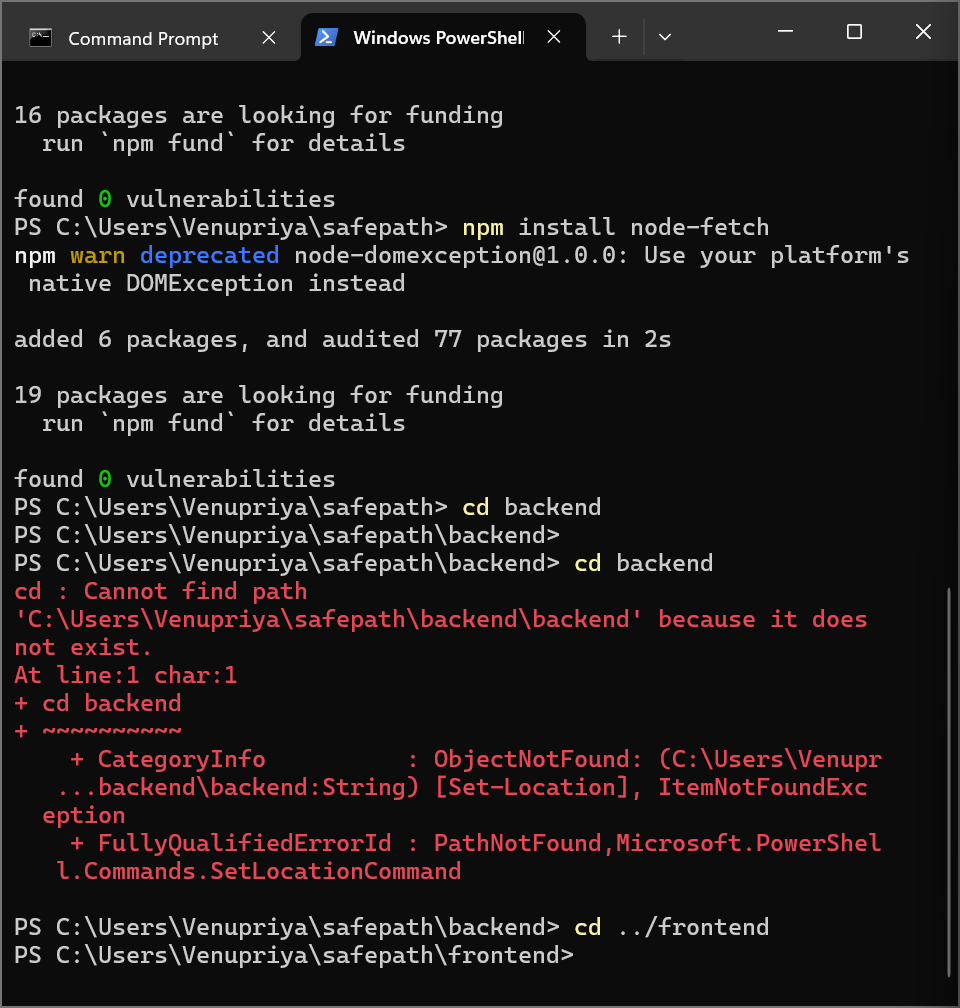 Command Prompt
Windows PowerShell
16 packages are looking for funding
  run `npm fund` for details
found 0 vulnerabilities
PS C:\Users\Venupriya\safepath> npm install node-fetch
npm warn deprecated node-domexception@1.0.0: Use your platform's
 native DOMException instead
added 6 packages, and audited 77 packages in 2s
19 packages are looking for funding
  run `npm fund` for details
found 0 vulnerabilities
PS C:\Users\Venupriya\safepath> cd backend
PS C:\Users\Venupriya\safepath\backend>
PS C:\Users\Venupriya\safepath\backend> cd backend
cd : Cannot find path
'C:\Users\Venupriya\safepath\backend\backend' because it does
not exist.
At line:1 char:1
+ cd backend
+ ~~~~~~~~~~
    + CategoryInfo          : ObjectNotFound: (C:\Users\Venupr
   ...backend\backend:String) [Set-Location], ItemNotFoundExc
  eption
    + FullyQualifiedErrorId : PathNotFound,Microsoft.PowerShel
   l.Commands.SetLocationCommand
PS C:\Users\Venupriya\safepath\backend> cd ../frontend
PS C:\Users\Venupriya\safepath\frontend>